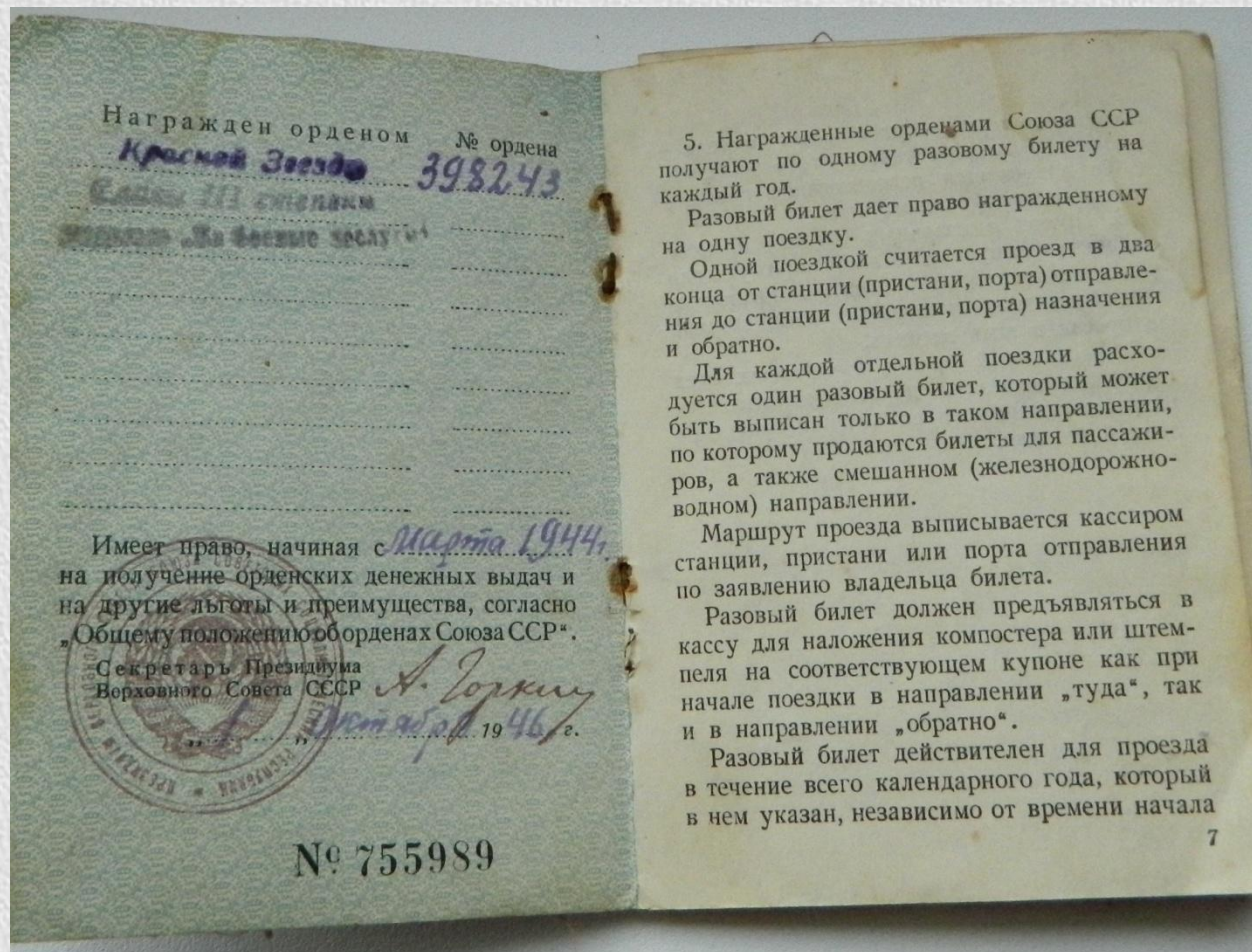 Награжден орденом № ордена
Красной Звезды 398243
Славы III степени
медалью „За боевые заслуги“
Имеет право, начиная с Марта 1944 г.
на получение орденских денежных выдач и
на другие льготы и преимущества, согласно
„Общему положению об орденах Союза ССР“.
Секретарь Президиума
Верховного Совета СССР А. Горкин
„ 1 „ Октября 1946 г.
№ 755989
5. Награжденные орденами Союза ССР
получают по одному разовому билету на
каждый год.
Разовый билет дает право награжденному
на одну поездку.
Одной поездкой считается проезд в два
конца от станции (пристани, порта) отправле-
ния до станции (пристани, порта) назначения
и обратно.
Для каждой отдельной поездки расхо-
дуется один разовый билет, который может
быть выписан только в таком направлении,
по которому продаются билеты для пассажи-
ров, а также смешанном (железнодорожно-
водном) направлении.
Маршрут проезда выписывается кассиром
станции, пристани или порта отправления
по заявлению владельца билета.
Разовый билет должен предъявляться в
кассу для наложения компостера или штем-
пеля на соответствующем купоне как при
начале поездки в направлении „туда“, так
и в направлении „обратно“.
Разовый билет действителен для проезда
в течение всего календарного года, который
в нем указан, независимо от времени начала
7